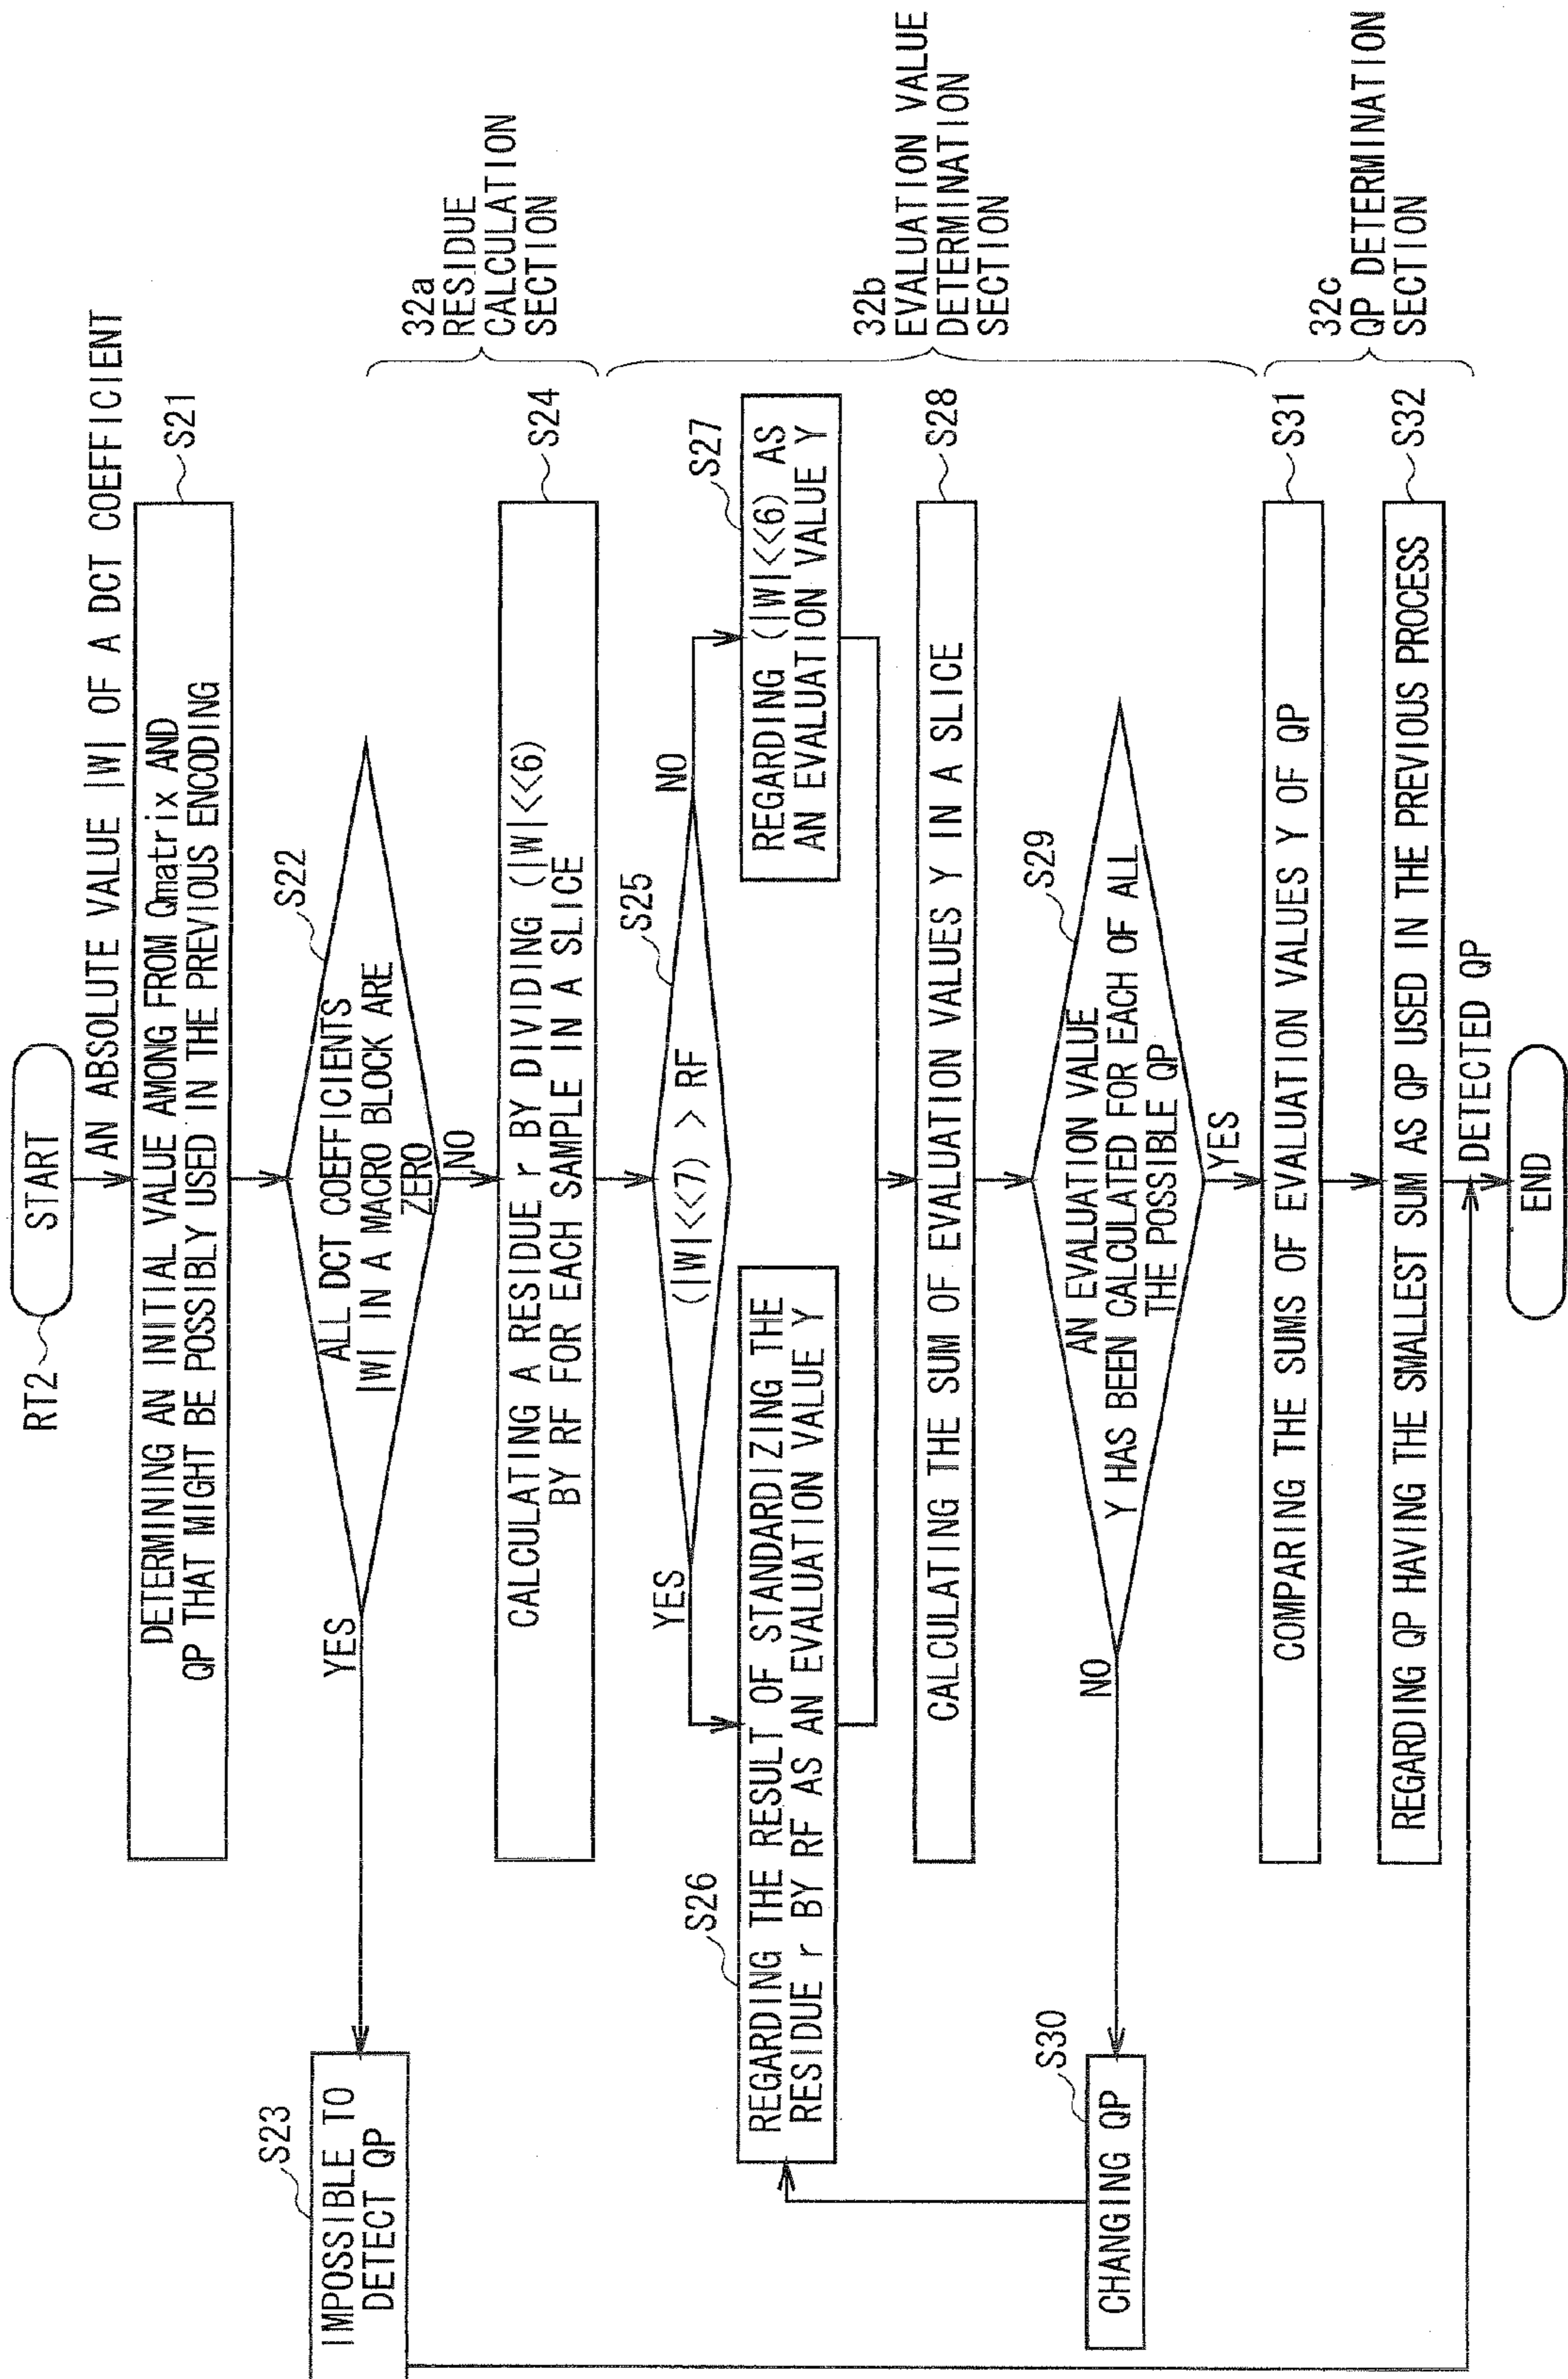 RT2
START
AN ABSOLUTE VALUE |W| OF A DCT COEFFICIENT
DETERMINING AN INITIAL VALUE AMONG FROM Qmatrix AND
QP THAT MIGHT BE POSSIBLY USED IN THE PREVIOUS ENCODING
S21
ALL DCT COEFFICIENTS
|W| IN A MACRO BLOCK ARE
ZERO
S22
YES
NO
S23
IMPOSSIBLE TO
DETECT QP
CALCULATING A RESIDUE r BY DIVIDING (|W|<<6)
BY RF FOR EACH SAMPLE IN A SLICE
S24
32a
RESIDUE
CALCULATION
SECTION
(|W|<<7) > RF
S25
YES
NO
S26
REGARDING THE RESULT OF STANDARDIZING THE
RESIDUE r BY RF AS AN EVALUATION VALUE Y
S27
REGARDING (|W|<<6) AS
AN EVALUATION VALUE Y
CALCULATING THE SUM OF EVALUATION VALUES Y IN A SLICE
S28
32b
EVALUATION VALUE
DETERMINATION
SECTION
AN EVALUATION VALUE
Y HAS BEEN CALCULATED FOR EACH OF ALL
THE POSSIBLE QP
S29
NO
YES
S30
CHANGING QP
COMPARING THE SUMS OF EVALUATION VALUES Y OF QP
S31
REGARDING QP HAVING THE SMALLEST SUM AS QP USED IN THE PREVIOUS PROCESS
S32
32c
QP DETERMINATION
SECTION
DETECTED QP
END